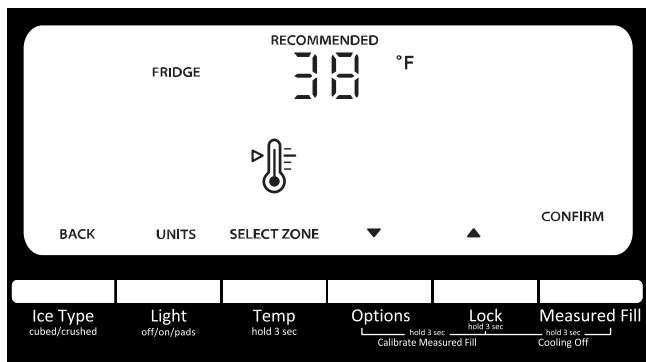 RECOMMENDED
FRIDGE 38 °F
CONFIRM
BACK UNITS SELECT ZONE ▼ ▲
Ice Type Light Temp Options Lock Measured Fill
cubed/crushed off/on/pads hold 3 sec hold 3 sec hold 3 sec hold 3 sec
Calibrate Measured Fill Cooling Off